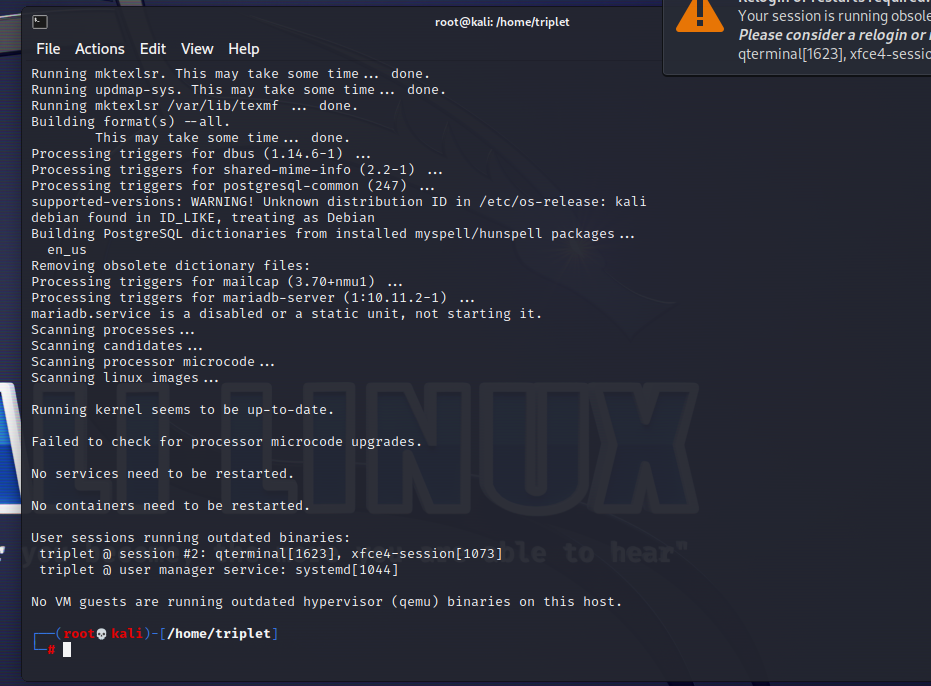 root@kali: /home/triplet
Your session is running obsole
Please consider a relogin or
qterminal[1623], xfce4-sessio
File Actions Edit View Help
Running mktexlsr. This may take some time... done.
Running updmap-sys. This may take some time... done.
Running mktexlsr /var/lib/texmf ... done.
Building format(s) --all.
This may take some time... done.
Processing triggers for dbus (1.14.6-1) ...
Processing triggers for shared-mime-info (2.2-1) ...
Processing triggers for postgresql-common (247) ...
supported-versions: WARNING! Unknown distribution ID in /etc/os-release: kali
debian found in ID_LIKE, treating as Debian
Building PostgreSQL dictionaries from installed myspell/hunspell packages...
en_us
Removing obsolete dictionary files:
Processing triggers for mailcap (3.70+nmu1) ...
Processing triggers for mariadb-server (1:10.11.2-1) ...
mariadb.service is a disabled or a static unit, not starting it.
Scanning processes...
Scanning candidates...
Scanning processor microcode...
Scanning linux images...
Running kernel seems to be up-to-date.
Failed to check for processor microcode upgrades.
No services need to be restarted.
No containers need to be restarted.
User sessions running outdated binaries:
triplet @ session #2: qterminal[1623], xfce4-session[1073]
triplet @ user manager service: systemd[1044]
No VM guests are running outdated hypervisor (qemu) binaries on this host.
(root💀kali)-[/home/triplet]
#
LI LINUX
able to hear"